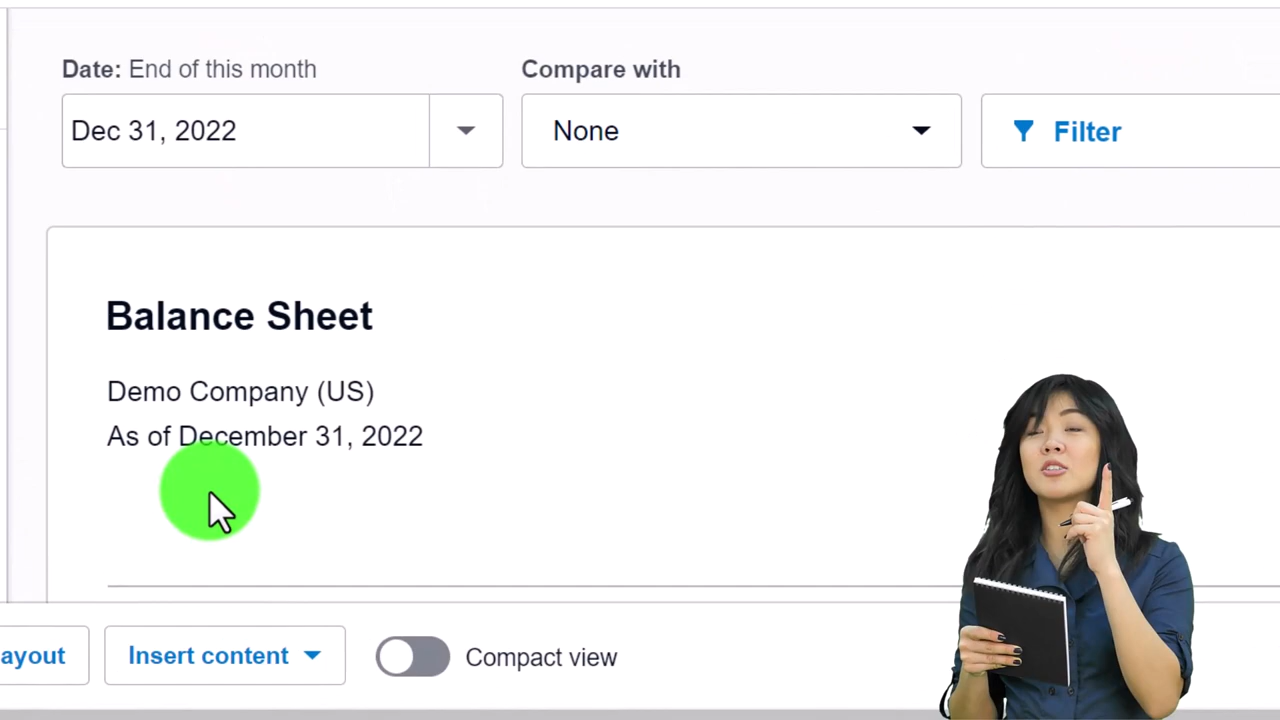 Date: End of this month
Compare with
Dec 31, 2022
None
Filter
Balance Sheet
Demo Company (US)
As of December 31, 2022
ayout
Insert content
Compact view